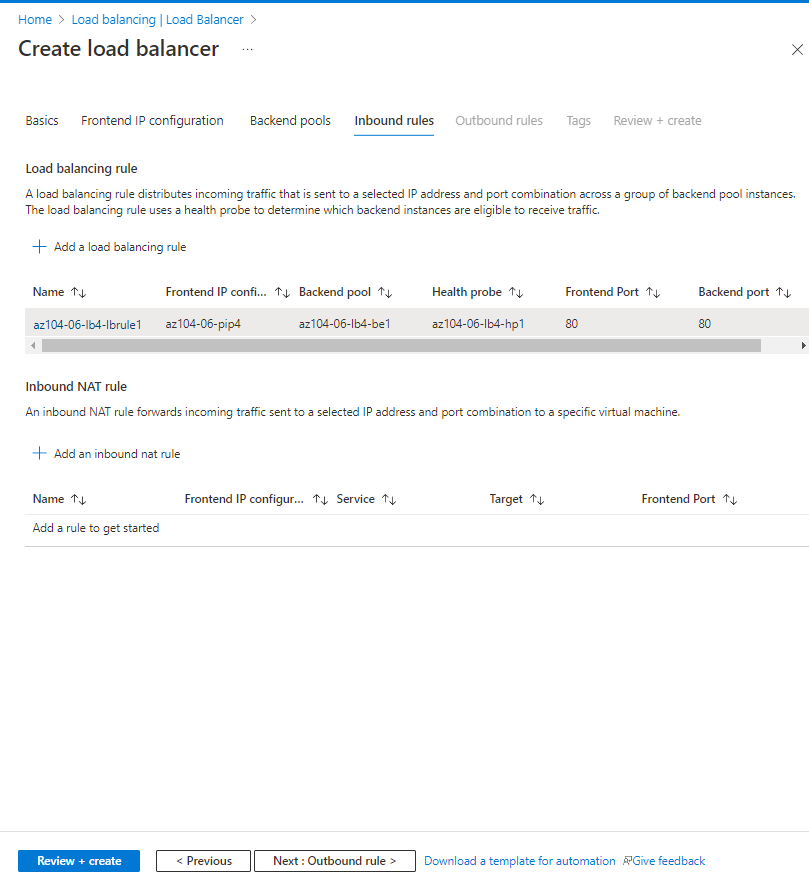 Home > Load balancing | Load Balancer >
Create load balancer ...
Basics Frontend IP configuration Backend pools Inbound rules Outbound rules Tags Review + create
Load balancing rule
A load balancing rule distributes incoming traffic that is sent to a selected IP address and port combination across a group of backend pool instances.
The load balancing rule uses a health probe to determine which backend instances are eligible to receive traffic.
+ Add a load balancing rule
Name ↑↓ Frontend IP confi... ↑↓ Backend pool ↑↓ Health probe ↑↓ Frontend Port ↑↓ Backend port ↑↓
az104-06-lb4-lbrule1 az104-06-pip4 az104-06-lb4-be1 az104-06-lb4-hp1 80 80
Inbound NAT rule
An inbound NAT rule forwards incoming traffic sent to a selected IP address and port combination to a specific virtual machine.
+ Add an inbound nat rule
Name ↑↓ Frontend IP configur... ↑↓ Service ↑↓ Target ↑↓ Frontend Port ↑↓
Add a rule to get started
Review + create < Previous Next : Outbound rule > Download a template for automation Give feedback